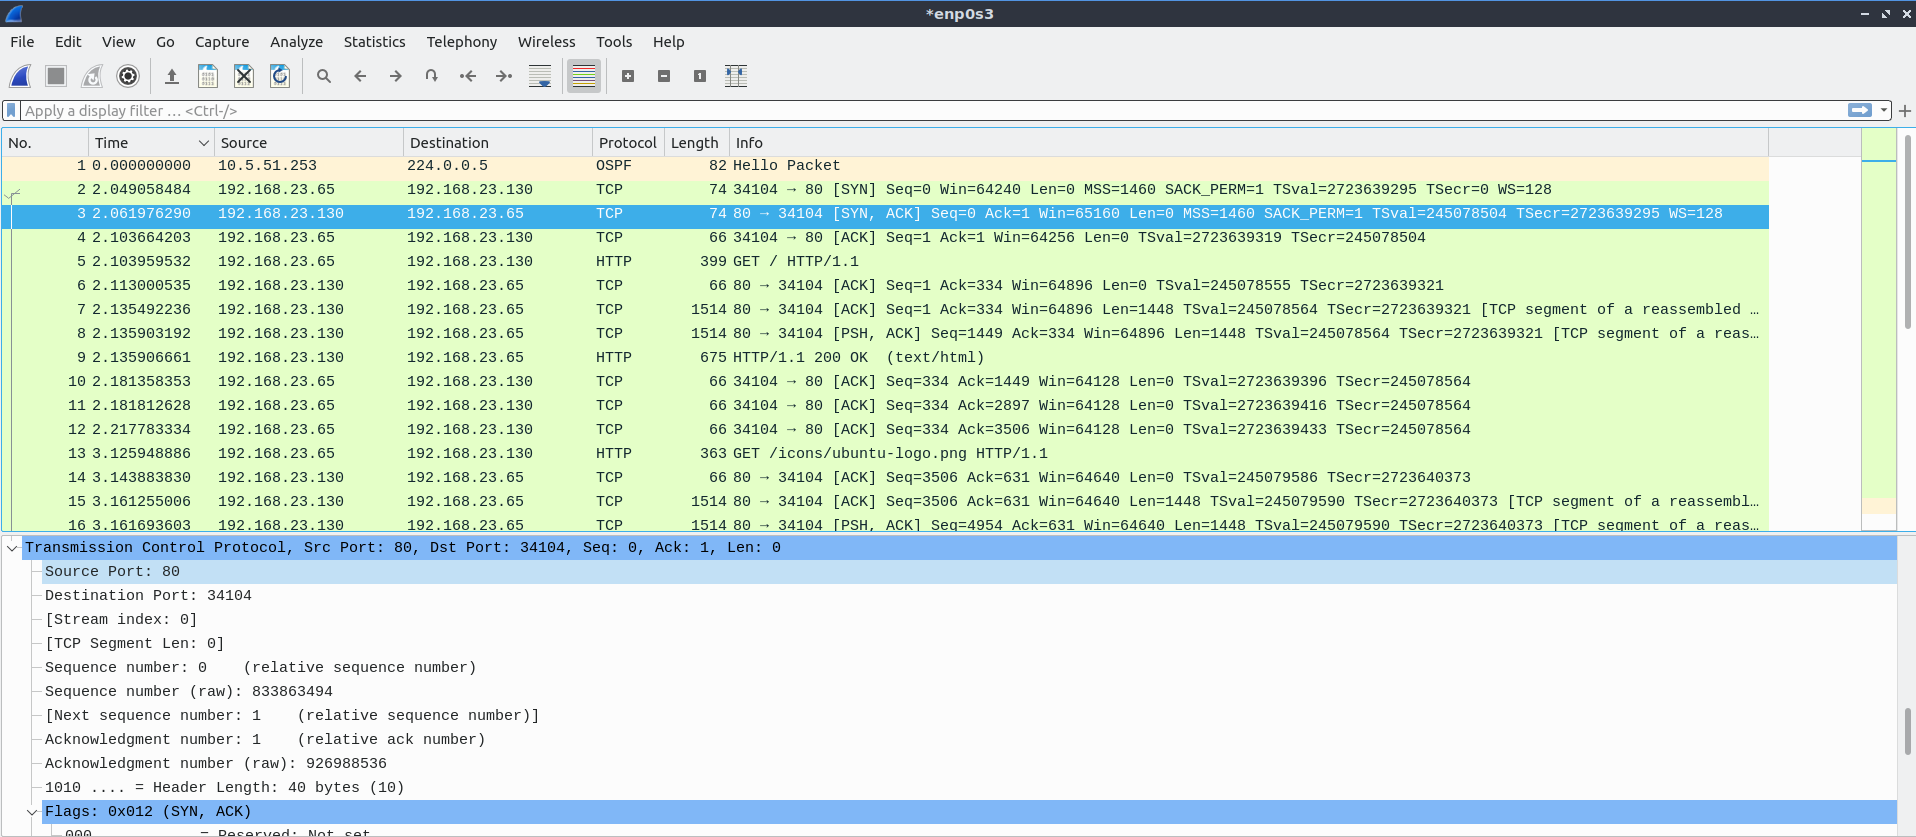 *enp0s3
File Edit View Go Capture Analyze Statistics Telephony Wireless Tools Help
Apply a display filter … <Ctrl-/>
No. Time Source Destination Protocol Length Info
1 0.000000000 10.5.51.253 224.0.0.5 OSPF 82 Hello Packet
2 2.049058484 192.168.23.65 192.168.23.130 TCP 74 34104 → 80 [SYN] Seq=0 Win=64240 Len=0 MSS=1460 SACK_PERM=1 TSval=2723639295 TSecr=0 WS=128
3 2.061976290 192.168.23.130 192.168.23.65 TCP 74 80 → 34104 [SYN, ACK] Seq=0 Ack=1 Win=65160 Len=0 MSS=1460 SACK_PERM=1 TSval=245078504 TSecr=2723639295 WS=128
4 2.103664203 192.168.23.65 192.168.23.130 TCP 66 34104 → 80 [ACK] Seq=1 Ack=1 Win=64256 Len=0 TSval=2723639319 TSecr=245078504
5 2.103959532 192.168.23.65 192.168.23.130 HTTP 399 GET / HTTP/1.1
6 2.113000535 192.168.23.130 192.168.23.65 TCP 66 80 → 34104 [ACK] Seq=1 Ack=334 Win=64896 Len=0 TSval=245078555 TSecr=2723639321
7 2.135492236 192.168.23.130 192.168.23.65 TCP 1514 80 → 34104 [ACK] Seq=1 Ack=334 Win=64896 Len=1448 TSval=245078564 TSecr=2723639321 [TCP segment of a reassembled …
8 2.135903192 192.168.23.130 192.168.23.65 TCP 1514 80 → 34104 [PSH, ACK] Seq=1449 Ack=334 Win=64896 Len=1448 TSval=245078564 TSecr=2723639321 [TCP segment of a reas…
9 2.135906661 192.168.23.130 192.168.23.65 HTTP 675 HTTP/1.1 200 OK (text/html)
10 2.181358353 192.168.23.65 192.168.23.130 TCP 66 34104 → 80 [ACK] Seq=334 Ack=1449 Win=64128 Len=0 TSval=2723639396 TSecr=245078564
11 2.181812628 192.168.23.65 192.168.23.130 TCP 66 34104 → 80 [ACK] Seq=334 Ack=2897 Win=64128 Len=0 TSval=2723639416 TSecr=245078564
12 2.217783334 192.168.23.65 192.168.23.130 TCP 66 34104 → 80 [ACK] Seq=334 Ack=3506 Win=64128 Len=0 TSval=2723639433 TSecr=245078564
13 3.125948886 192.168.23.65 192.168.23.130 HTTP 363 GET /icons/ubuntu-logo.png HTTP/1.1
14 3.143883830 192.168.23.130 192.168.23.65 TCP 66 80 → 34104 [ACK] Seq=3506 Ack=631 Win=64640 Len=0 TSval=245079586 TSecr=2723640373
15 3.161255006 192.168.23.130 192.168.23.65 TCP 1514 80 → 34104 [ACK] Seq=3506 Ack=631 Win=64640 Len=1448 TSval=245079590 TSecr=2723640373 [TCP segment of a reassembl…
16 3.161693603 192.168.23.130 192.168.23.65 TCP 1514 80 → 34104 [PSH, ACK] Seq=4954 Ack=631 Win=64640 Len=1448 TSval=245079590 TSecr=2723640373 [TCP segment of a reas…
Transmission Control Protocol, Src Port: 80, Dst Port: 34104, Seq: 0, Ack: 1, Len: 0
Source Port: 80
Destination Port: 34104
[Stream index: 0]
[TCP Segment Len: 0]
Sequence number: 0 (relative sequence number)
Sequence number (raw): 833863494
[Next sequence number: 1 (relative sequence number)]
Acknowledgment number: 1 (relative ack number)
Acknowledgment number (raw): 926988536
1010 .... = Header Length: 40 bytes (10)
Flags: 0x012 (SYN, ACK)
000. .... .... = Reserved: Not set